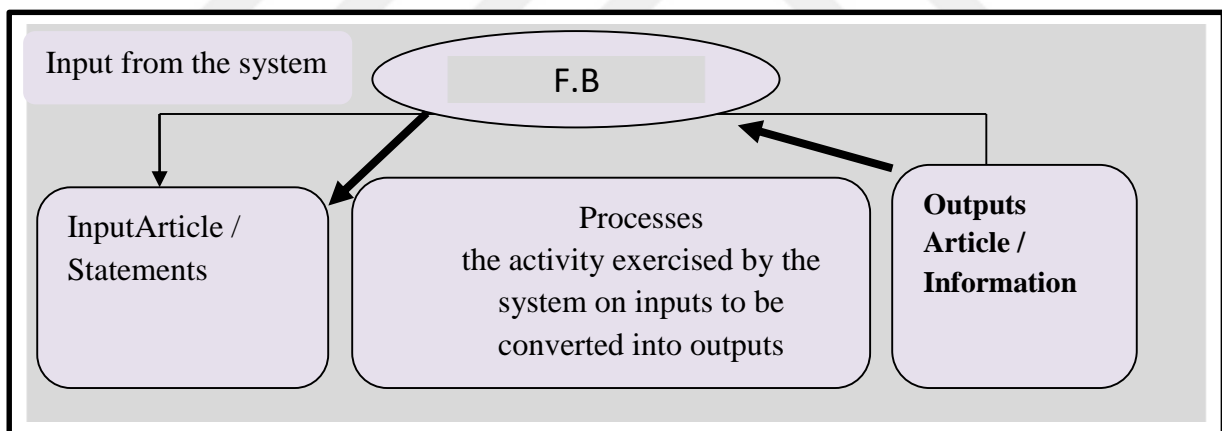 Input from the system
F.B
InputArticle /
Statements
Processes
the activity exercised by the
system on inputs to be
converted into outputs
Outputs
Article /
Information